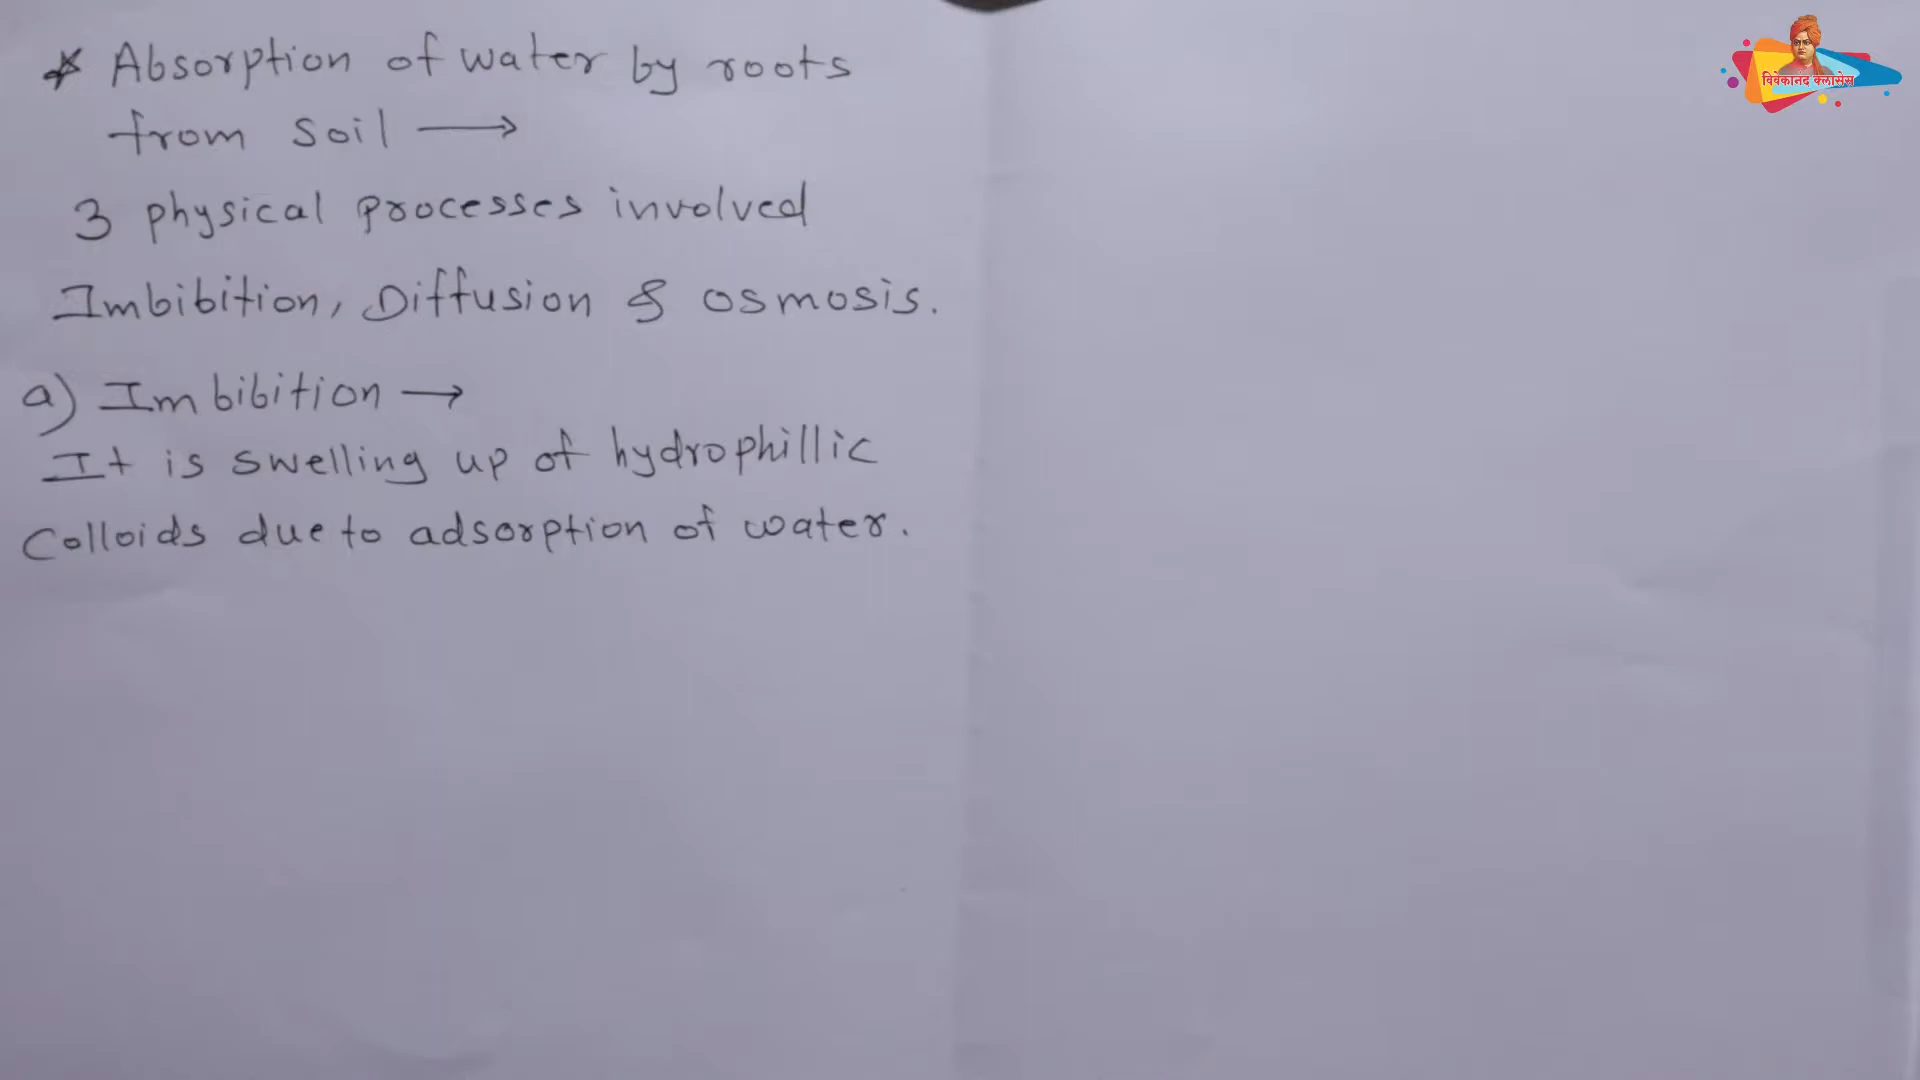 * Absorption of water by roots
from soil →
3 physical processes involved
Imbibition, Diffusion & osmosis.
a) Imbibition →
It is swelling up of hydrophillic
Colloids due to adsorption of water.
विवेकानंद क्लासेस